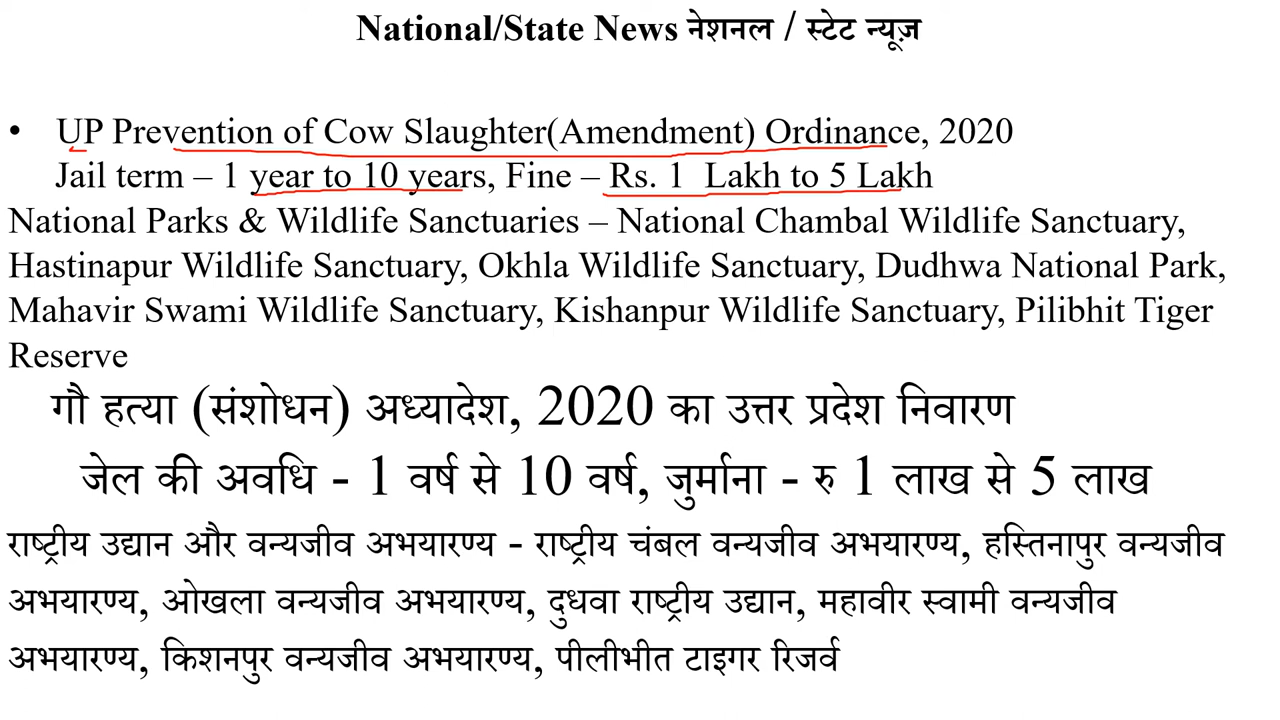 National/State News नेशनल / स्टेट न्यूज़
• UP Prevention of Cow Slaughter(Amendment) Ordinance, 2020
Jail term – 1 year to 10 years, Fine – Rs. 1 Lakh to 5 Lakh
National Parks & Wildlife Sanctuaries – National Chambal Wildlife Sanctuary,
Hastinapur Wildlife Sanctuary, Okhla Wildlife Sanctuary, Dudhwa National Park,
Mahavir Swami Wildlife Sanctuary, Kishanpur Wildlife Sanctuary, Pilibhit Tiger
Reserve
गौ हत्या (संशोधन) अध्यादेश, 2020 का उत्तर प्रदेश निवारण
जेल की अवधि - 1 वर्ष से 10 वर्ष, जुर्माना - रु 1 लाख से 5 लाख
राष्ट्रीय उद्यान और वन्यजीव अभयारण्य - राष्ट्रीय चंबल वन्यजीव अभयारण्य, हस्तिनापुर वन्यजीव
अभयारण्य, ओखला वन्यजीव अभयारण्य, दुधवा राष्ट्रीय उद्यान, महावीर स्वामी वन्यजीव
अभयारण्य, किशनपुर वन्यजीव अभयारण्य, पीलीभीत टाइगर रिजर्व